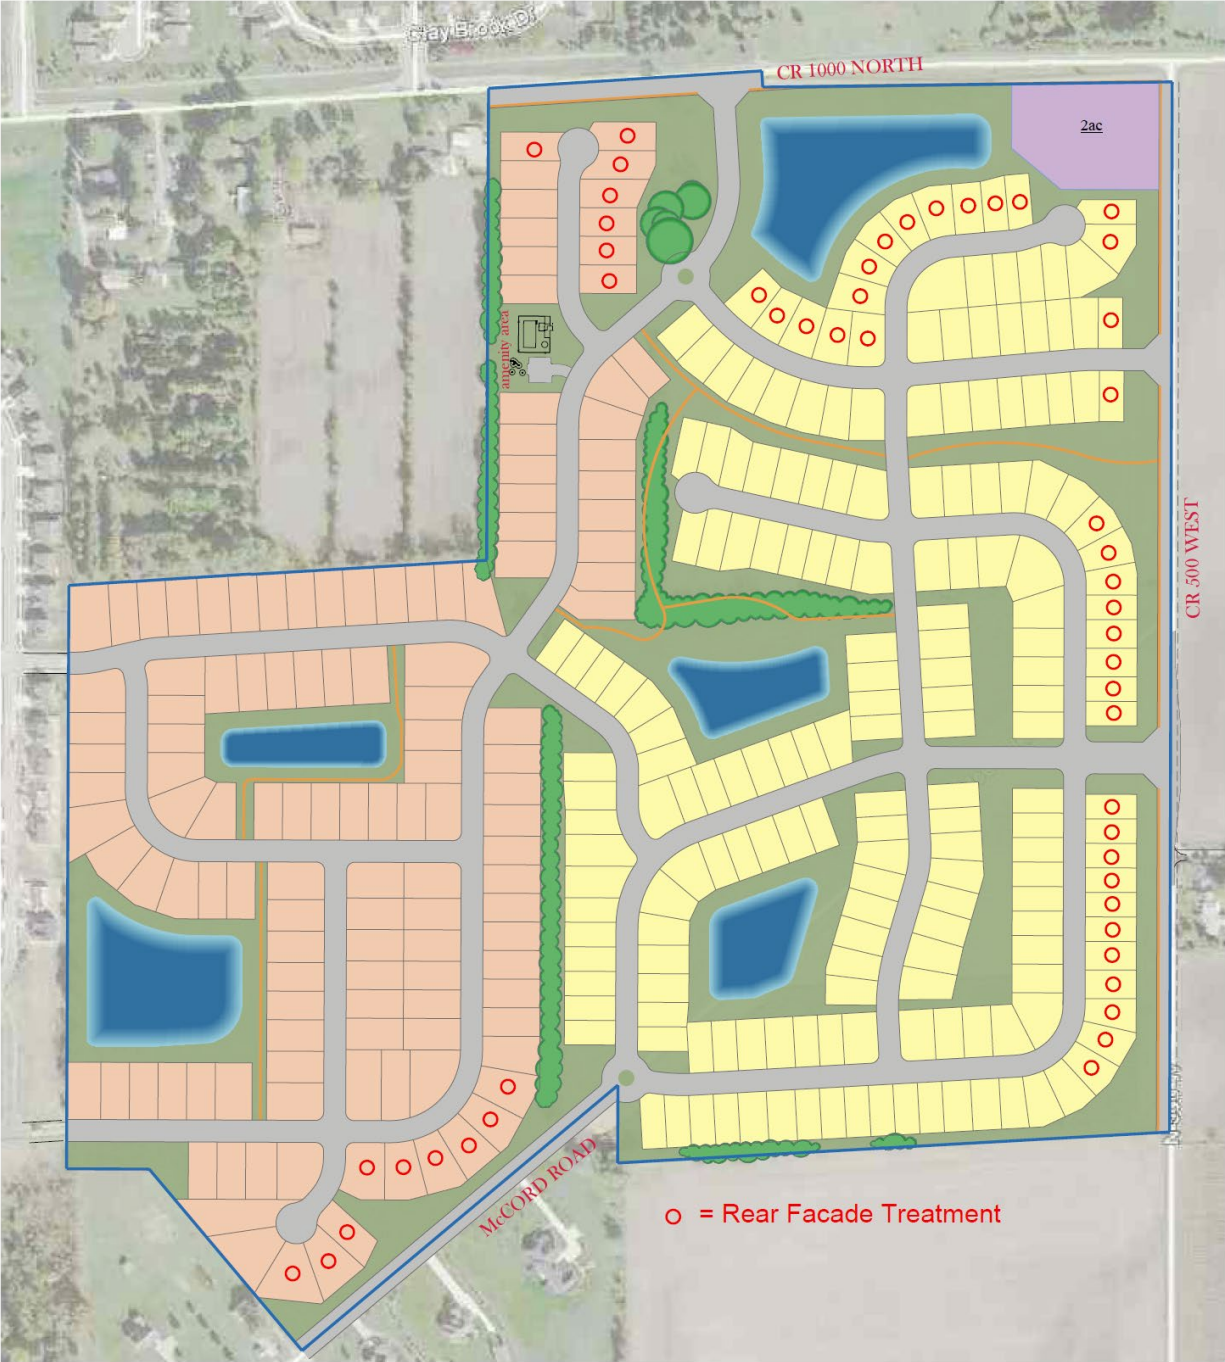 Clay Brook Dr
CR 1000 NORTH
2ac
amenity area
CR 500 WEST
McCORD ROAD
= Rear Facade Treatment